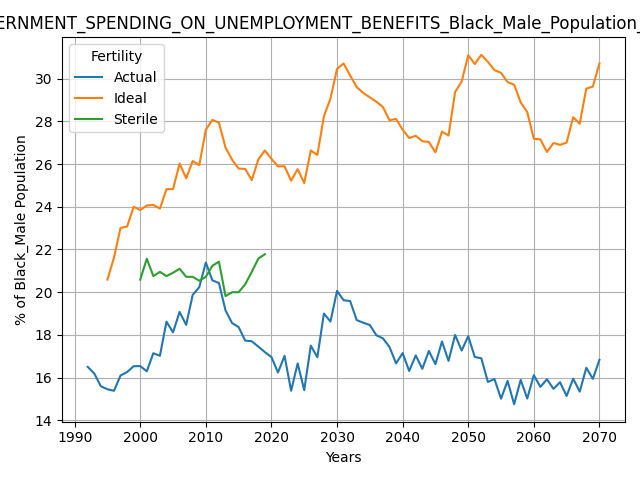 ERNMENT_SPENDING_ON_UNEMPLOYMENT_BENEFITS_Black_Male_Population_
Fertility
Actual
Ideal
Sterile
% of Black_Male Population
30
28
26
24
22
20
18
16
14
1990 2000 2010 2020 2030 2040 2050 2060 2070
Years